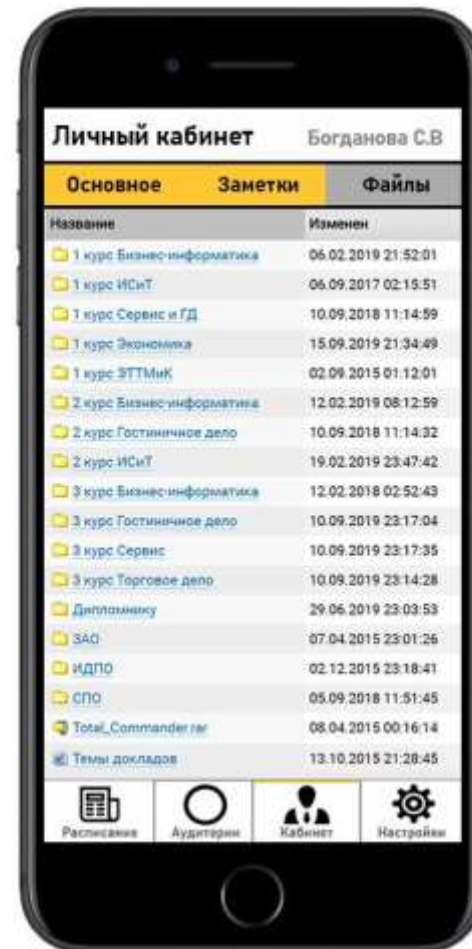 Личный кабинет Богданова С.В
Основное Заметки Файлы
Название Изменен
1 курс Бизнес-информатика 06.02.2019 21:52:01
1 курс ИСиТ 06.09.2017 02:15:51
1 курс Сервис и ГД 10.09.2018 11:14:59
1 курс Экономика 15.09.2019 21:34:49
1 курс ЭТТМиК 02.09.2015 01:12:01
2 курс Бизнес-информатика 12.02.2019 08:12:59
2 курс Гостиничное дело 10.09.2018 11:14:32
2 курс ИСиТ 19.02.2019 23:47:42
3 курс Бизнес-информатика 12.02.2018 02:52:43
3 курс Гостиничное дело 10.09.2019 23:17:04
3 курс Сервис 10.09.2019 23:17:35
3 курс Торговое дело 10.09.2019 23:14:28
Дипломнику 29.06.2019 23:03:53
ЗАО 07.04.2015 23:01:26
ИДПО 02.12.2015 23:18:41
СПО 05.09.2018 11:51:45
Total_Commander.rar 08.04.2015 00:16:14
Темы докладов 13.10.2015 21:28:45
Расписание Аудитории Кабинет Настройки